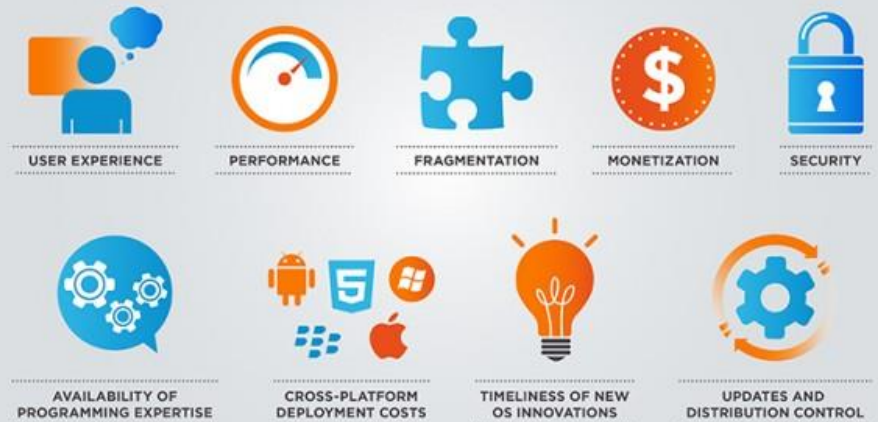 USER EXPERIENCE
PERFORMANCE
FRAGMENTATION
$
MONETIZATION
SECURITY
5
AVAILABILITY OF
PROGRAMMING EXPERTISE
CROSS-PLATFORM
DEPLOYMENT COSTS
TIMELINESS OF NEW
OS INNOVATIONS
UPDATES AND
DISTRIBUTION CONTROL